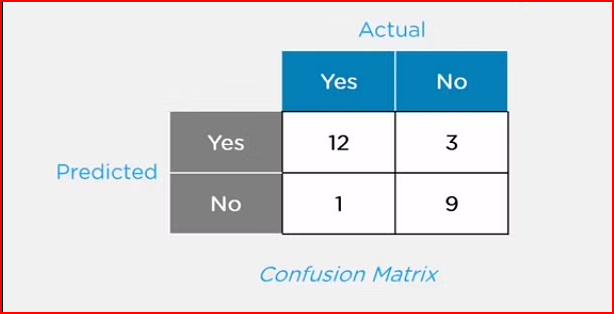 Actual
Yes No
Yes 12 3
Predicted
No 1 9
Confusion Matrix